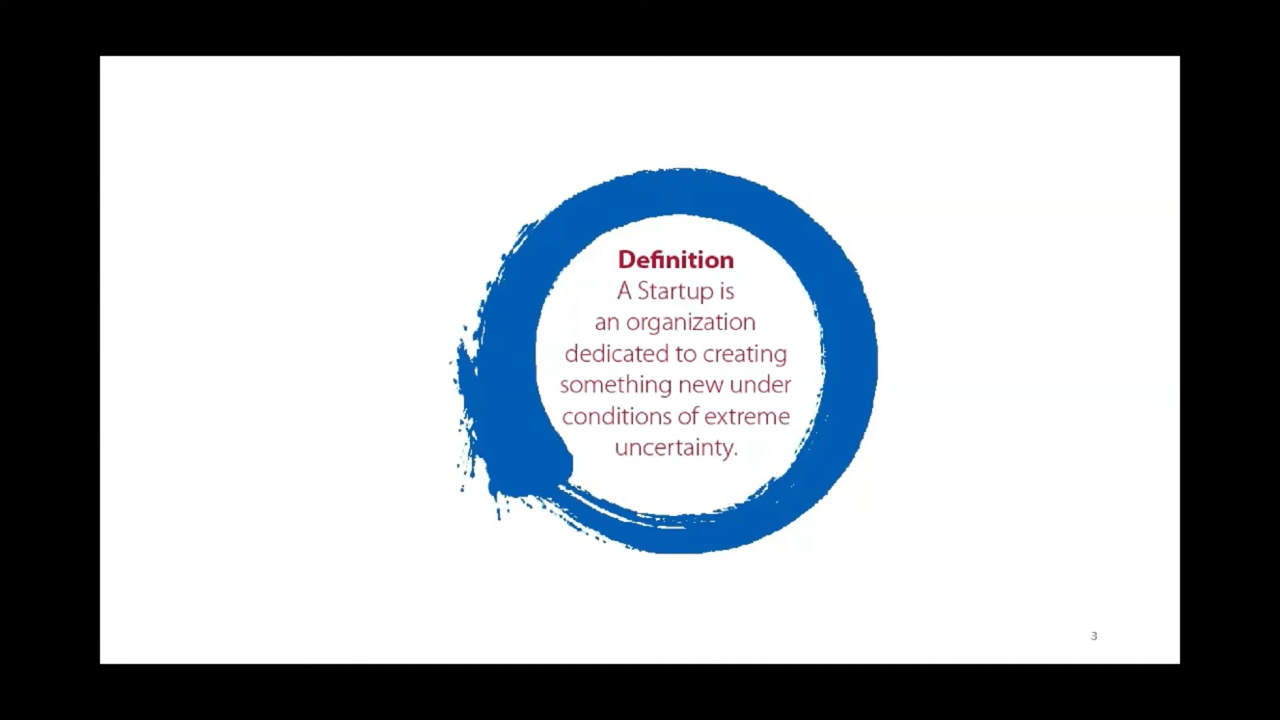 Definition
A Startup is
an organization
dedicated to creating
something new under
conditions of extreme
uncertainty.
3